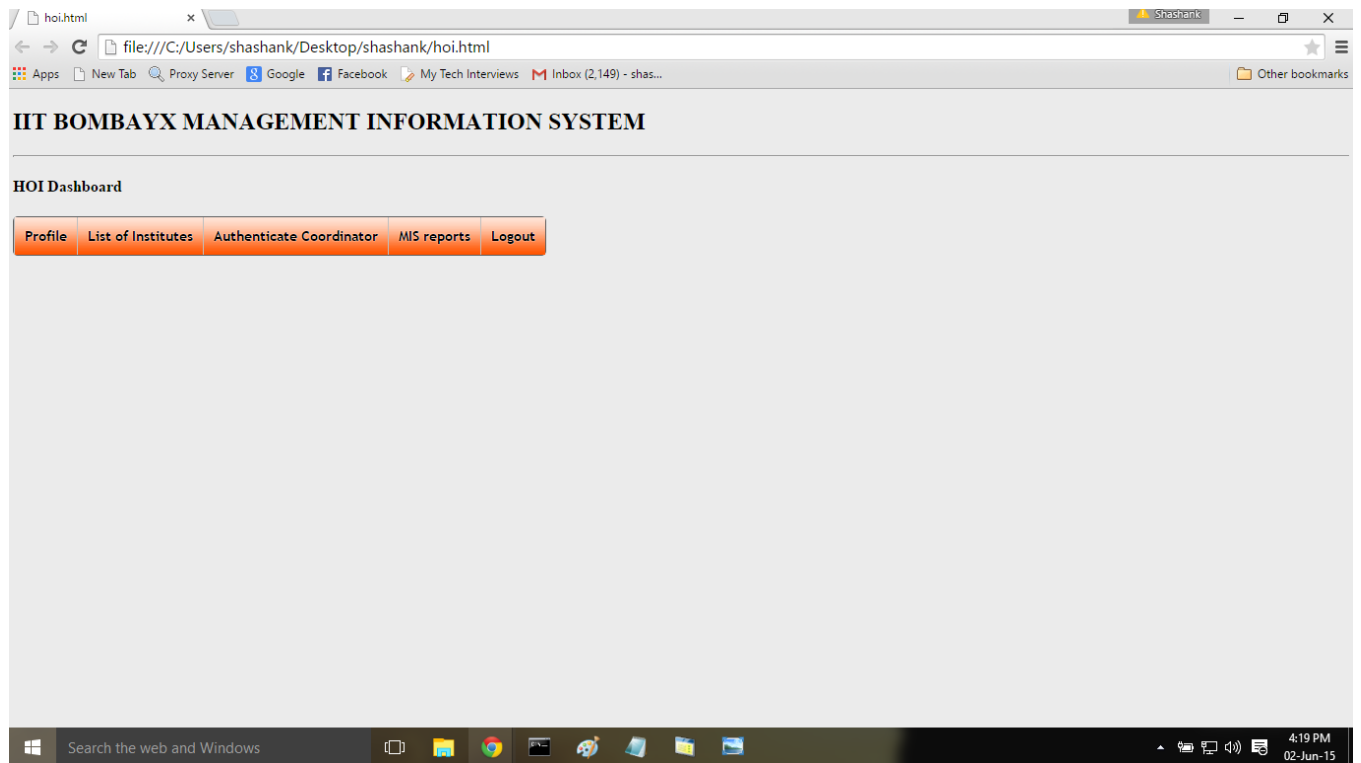 hoi.html
Shashank
file:///C:/Users/shashank/Desktop/shashank/hoi.html
Apps New Tab Proxy Server Google Facebook My Tech Interviews Inbox (2,149) - shas... Other bookmarks
IIT BOMBAYX MANAGEMENT INFORMATION SYSTEM
HOI Dashboard
Profile List of Institutes Authenticate Coordinator MIS reports Logout
Search the web and Windows
4:19 PM
02-Jun-15